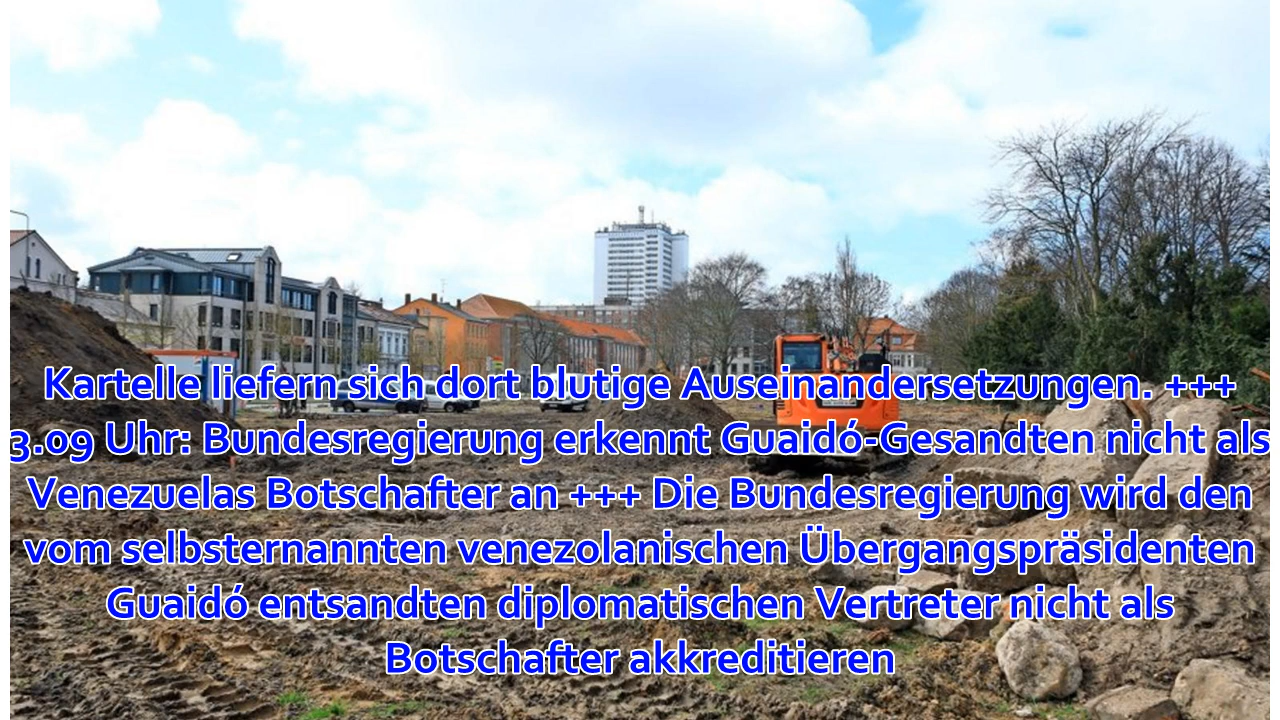 Kartelle liefern sich dort blutige Auseinandersetzungen. +++
3.09 Uhr: Bundesregierung erkennt Guaidó-Gesandten nicht als
Venezuelas Botschafter an +++ Die Bundesregierung wird den
vom selbsternannten venezolanischen Übergangspräsidenten
Guaidó entsandten diplomatischen Vertreter nicht als
Botschafter akkreditieren